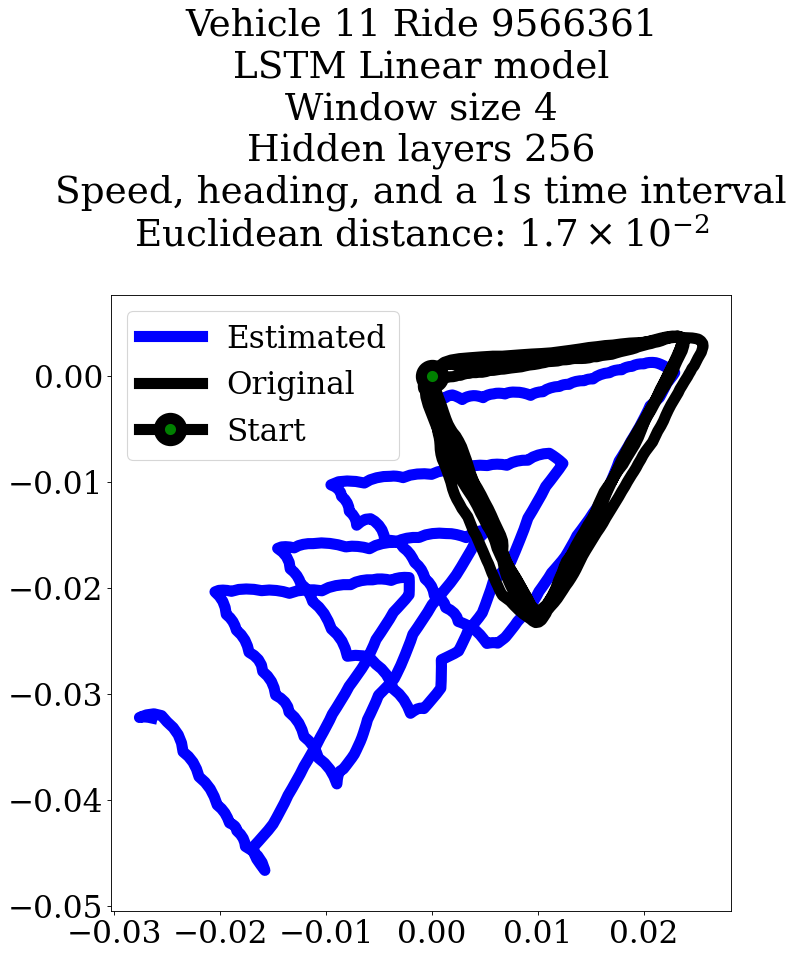 Vehicle 11 Ride 9566361
LSTM Linear model
Window size 4
Hidden layers 256
Speed, heading, and a 1s time interval
Euclidean distance: 1.7 × 10⁻²
Estimated
Original
Start
0.00
−0.01
−0.02
−0.03
−0.04
−0.05
−0.03 −0.02 −0.01 0.00 0.01 0.02